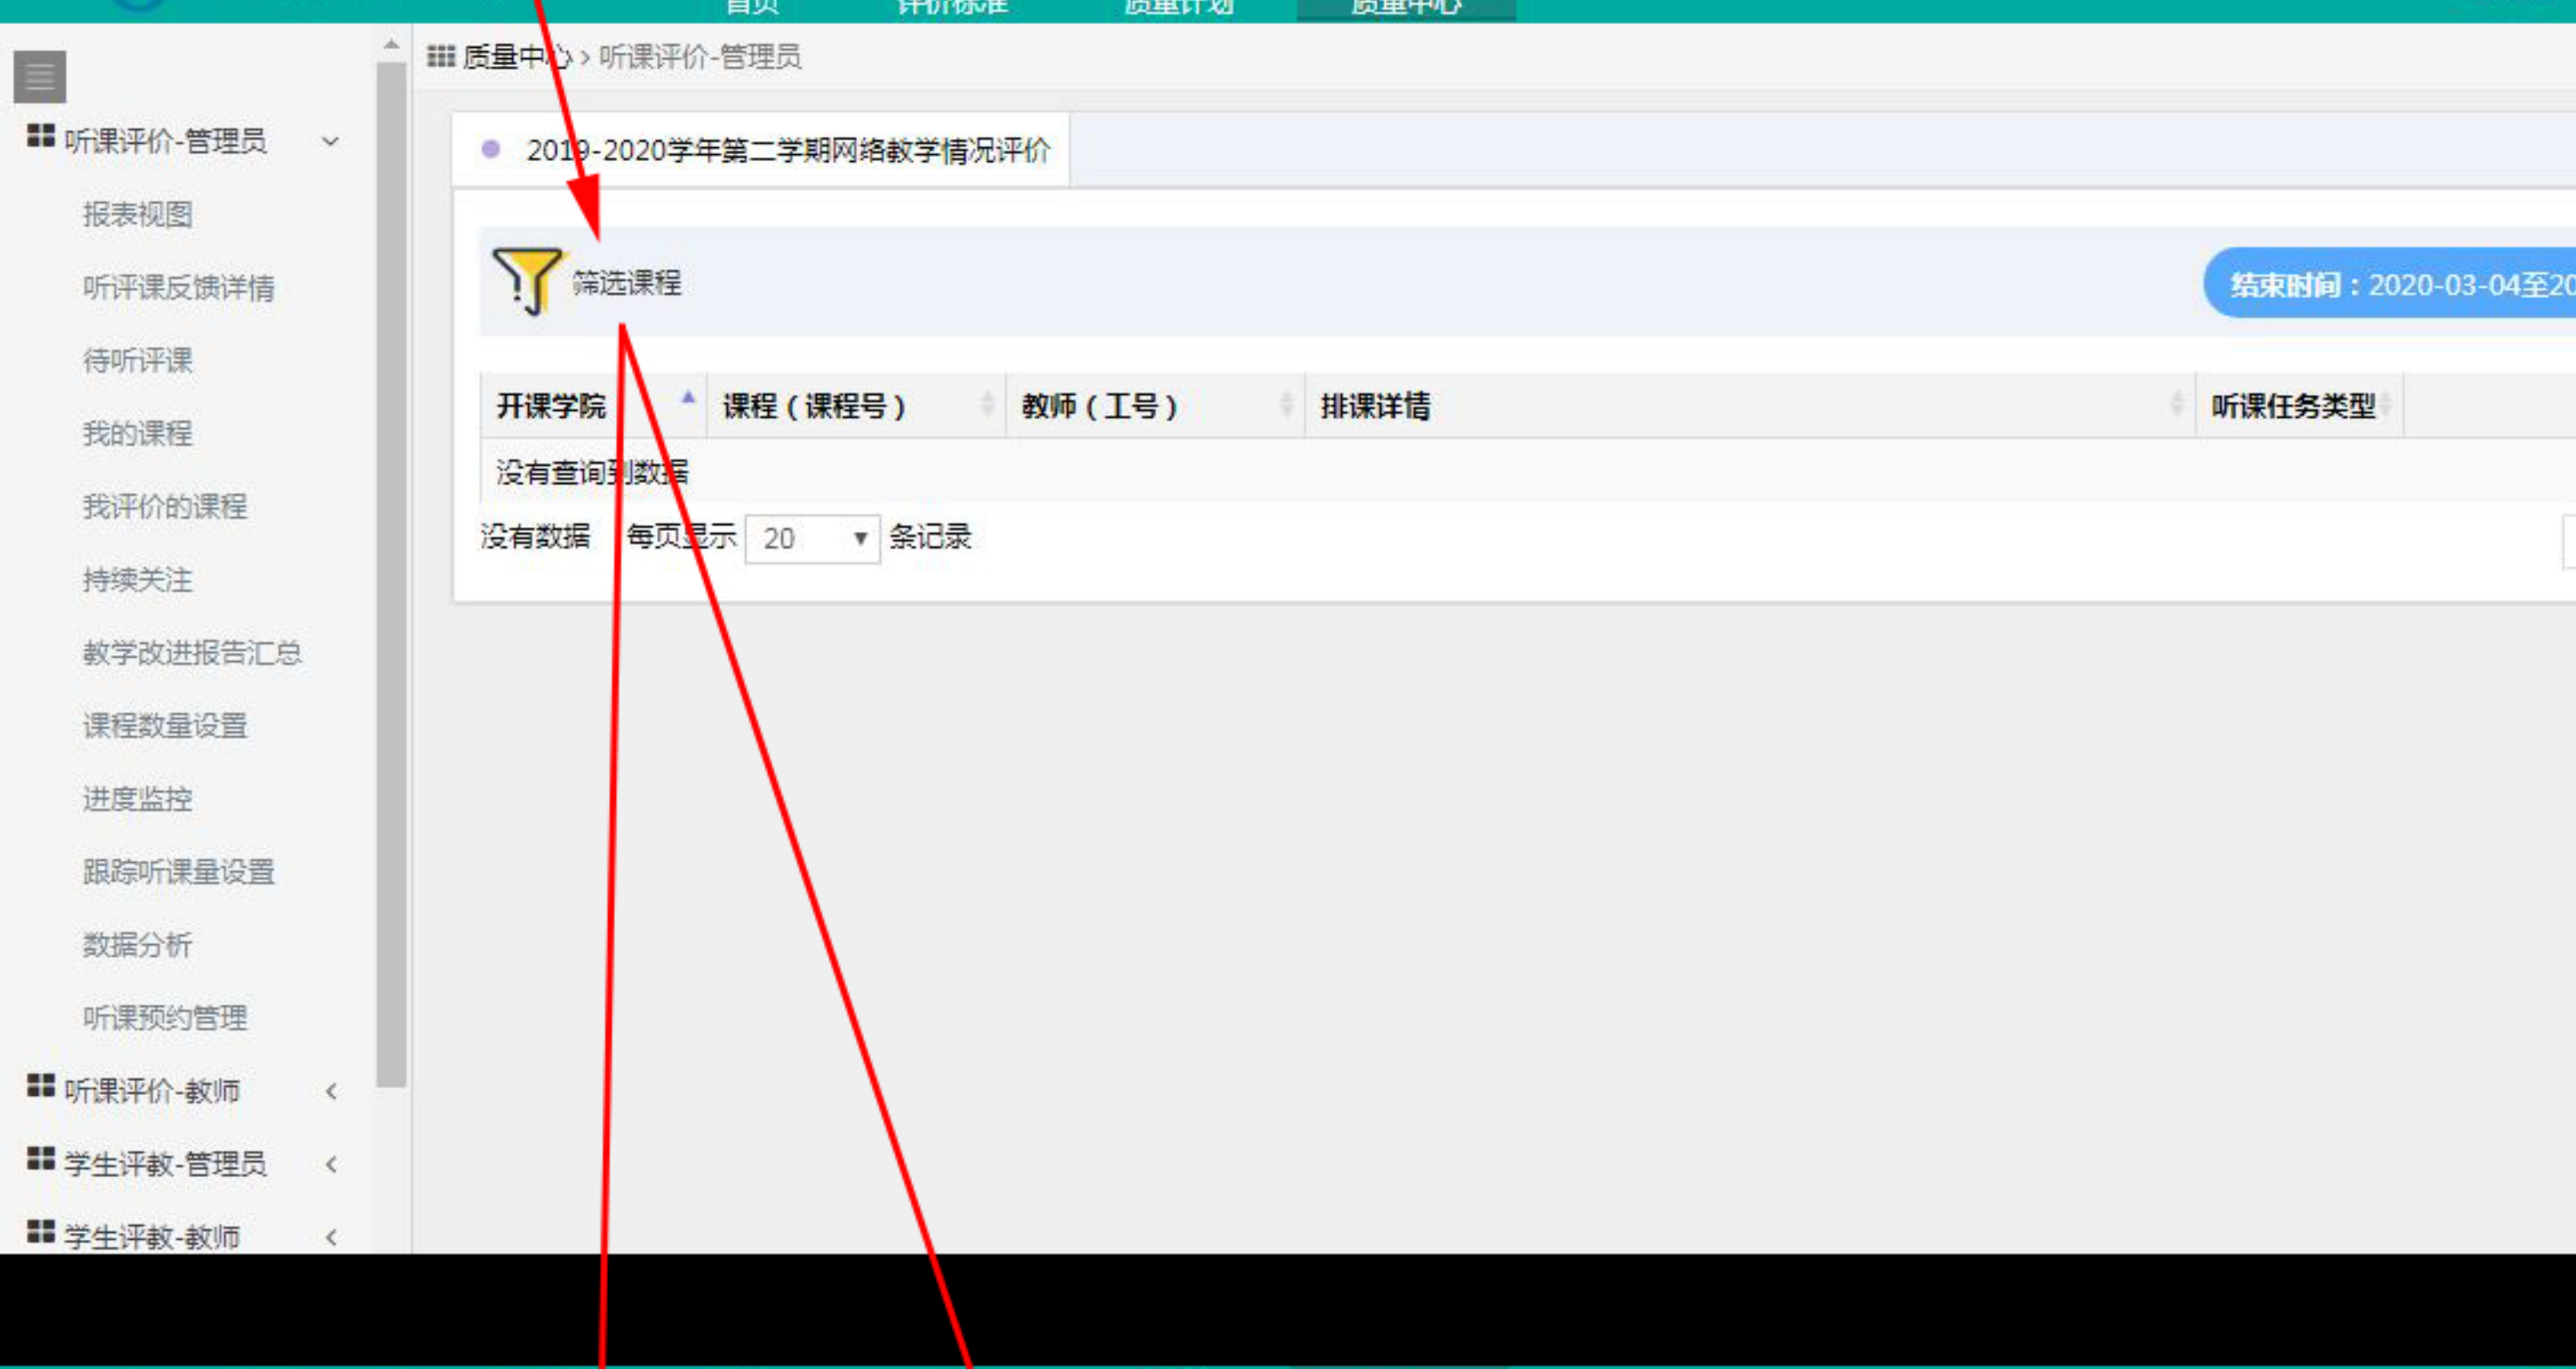 首页 评价标准 质量计划 质量中心
质量中心 › 听课评价-管理员
听课评价-管理员
报表视图
听评课反馈详情
待听评课
我的课程
我评价的课程
持续关注
教学改进报告汇总
课程数量设置
进度监控
跟踪听课量设置
数据分析
听课预约管理
听课评价-教师
学生评教-管理员
学生评教-教师
2019-2020学年第二学期网络教学情况评价
筛选课程
结束时间：2020-03-04至20
开课学院 课程（课程号） 教师（工号） 排课详情 听课任务类型
没有查询到数据
没有数据 每页显示 20 条记录